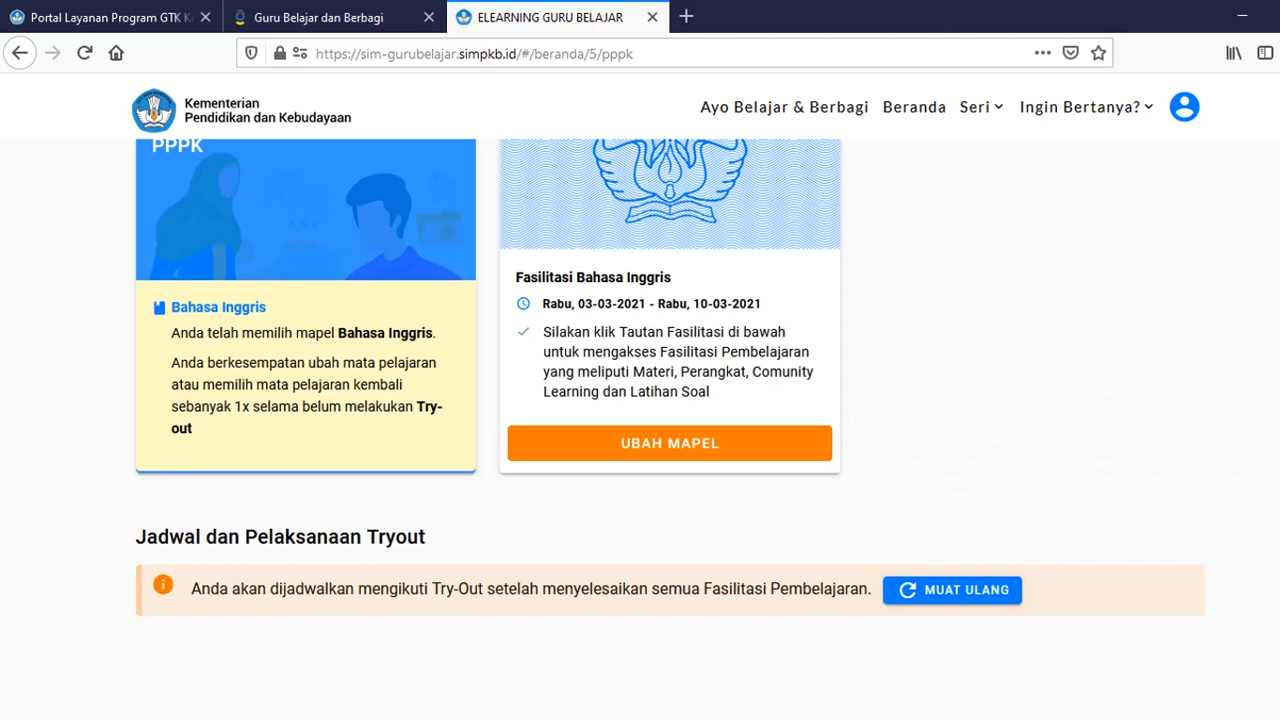 Portal Layanan Program GTK K
Guru Belajar dan Berbagi
ELEARNING GURU BELAJAR
https://sim-gurubelajar.simpkb.id/#/beranda/5/pppk
Kementerian
Pendidikan dan Kebudayaan
Ayo Belajar & Berbagi Beranda Seri Ingin Bertanya?
PPPK
Bahasa Inggris
Anda telah memilih mapel Bahasa Inggris.
Anda berkesempatan ubah mata pelajaran
atau memilih mata pelajaran kembali
sebanyak 1x selama belum melakukan Try-
out
Fasilitasi Bahasa Inggris
Rabu, 03-03-2021 - Rabu, 10-03-2021
Silakan klik Tautan Fasilitasi di bawah
untuk mengakses Fasilitasi Pembelajaran
yang meliputi Materi, Perangkat, Comunity
Learning dan Latihan Soal
UBAH MAPEL
Jadwal dan Pelaksanaan Tryout
Anda akan dijadwalkan mengikuti Try-Out setelah menyelesaikan semua Fasilitasi Pembelajaran.
MUAT ULANG